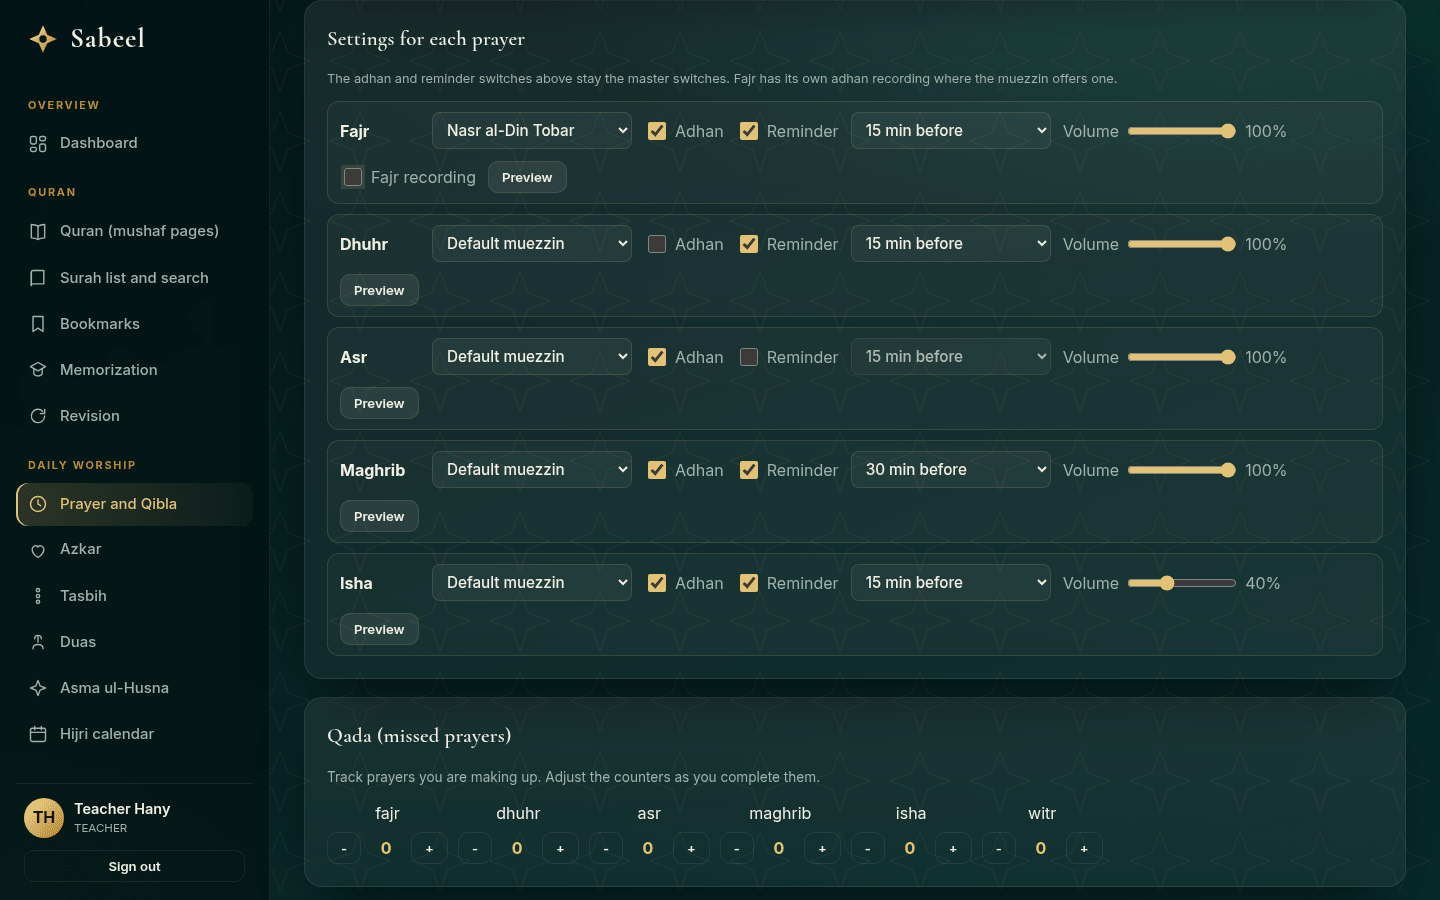 Sabeel
OVERVIEW
Dashboard
QURAN
Quran (mushaf pages)
Surah list and search
Bookmarks
Memorization
Revision
DAILY WORSHIP
Prayer and Qibla
Azkar
Tasbih
Duas
Asma ul-Husna
Hijri calendar
TH
Teacher Hany
TEACHER
Sign out
Settings for each prayer
The adhan and reminder switches above stay the master switches. Fajr has its own adhan recording where the muezzin offers one.
Fajr Nasr al-Din Tobar Adhan Reminder 15 min before Volume 100%
Fajr recording Preview
Dhuhr Default muezzin Adhan Reminder 15 min before Volume 100%
Preview
Asr Default muezzin Adhan Reminder 15 min before Volume 100%
Preview
Maghrib Default muezzin Adhan Reminder 30 min before Volume 100%
Preview
Isha Default muezzin Adhan Reminder 15 min before Volume 40%
Preview
Qada (missed prayers)
Track prayers you are making up. Adjust the counters as you complete them.
fajr dhuhr asr maghrib isha witr
- 0 + - 0 + - 0 + - 0 + - 0 + - 0 +